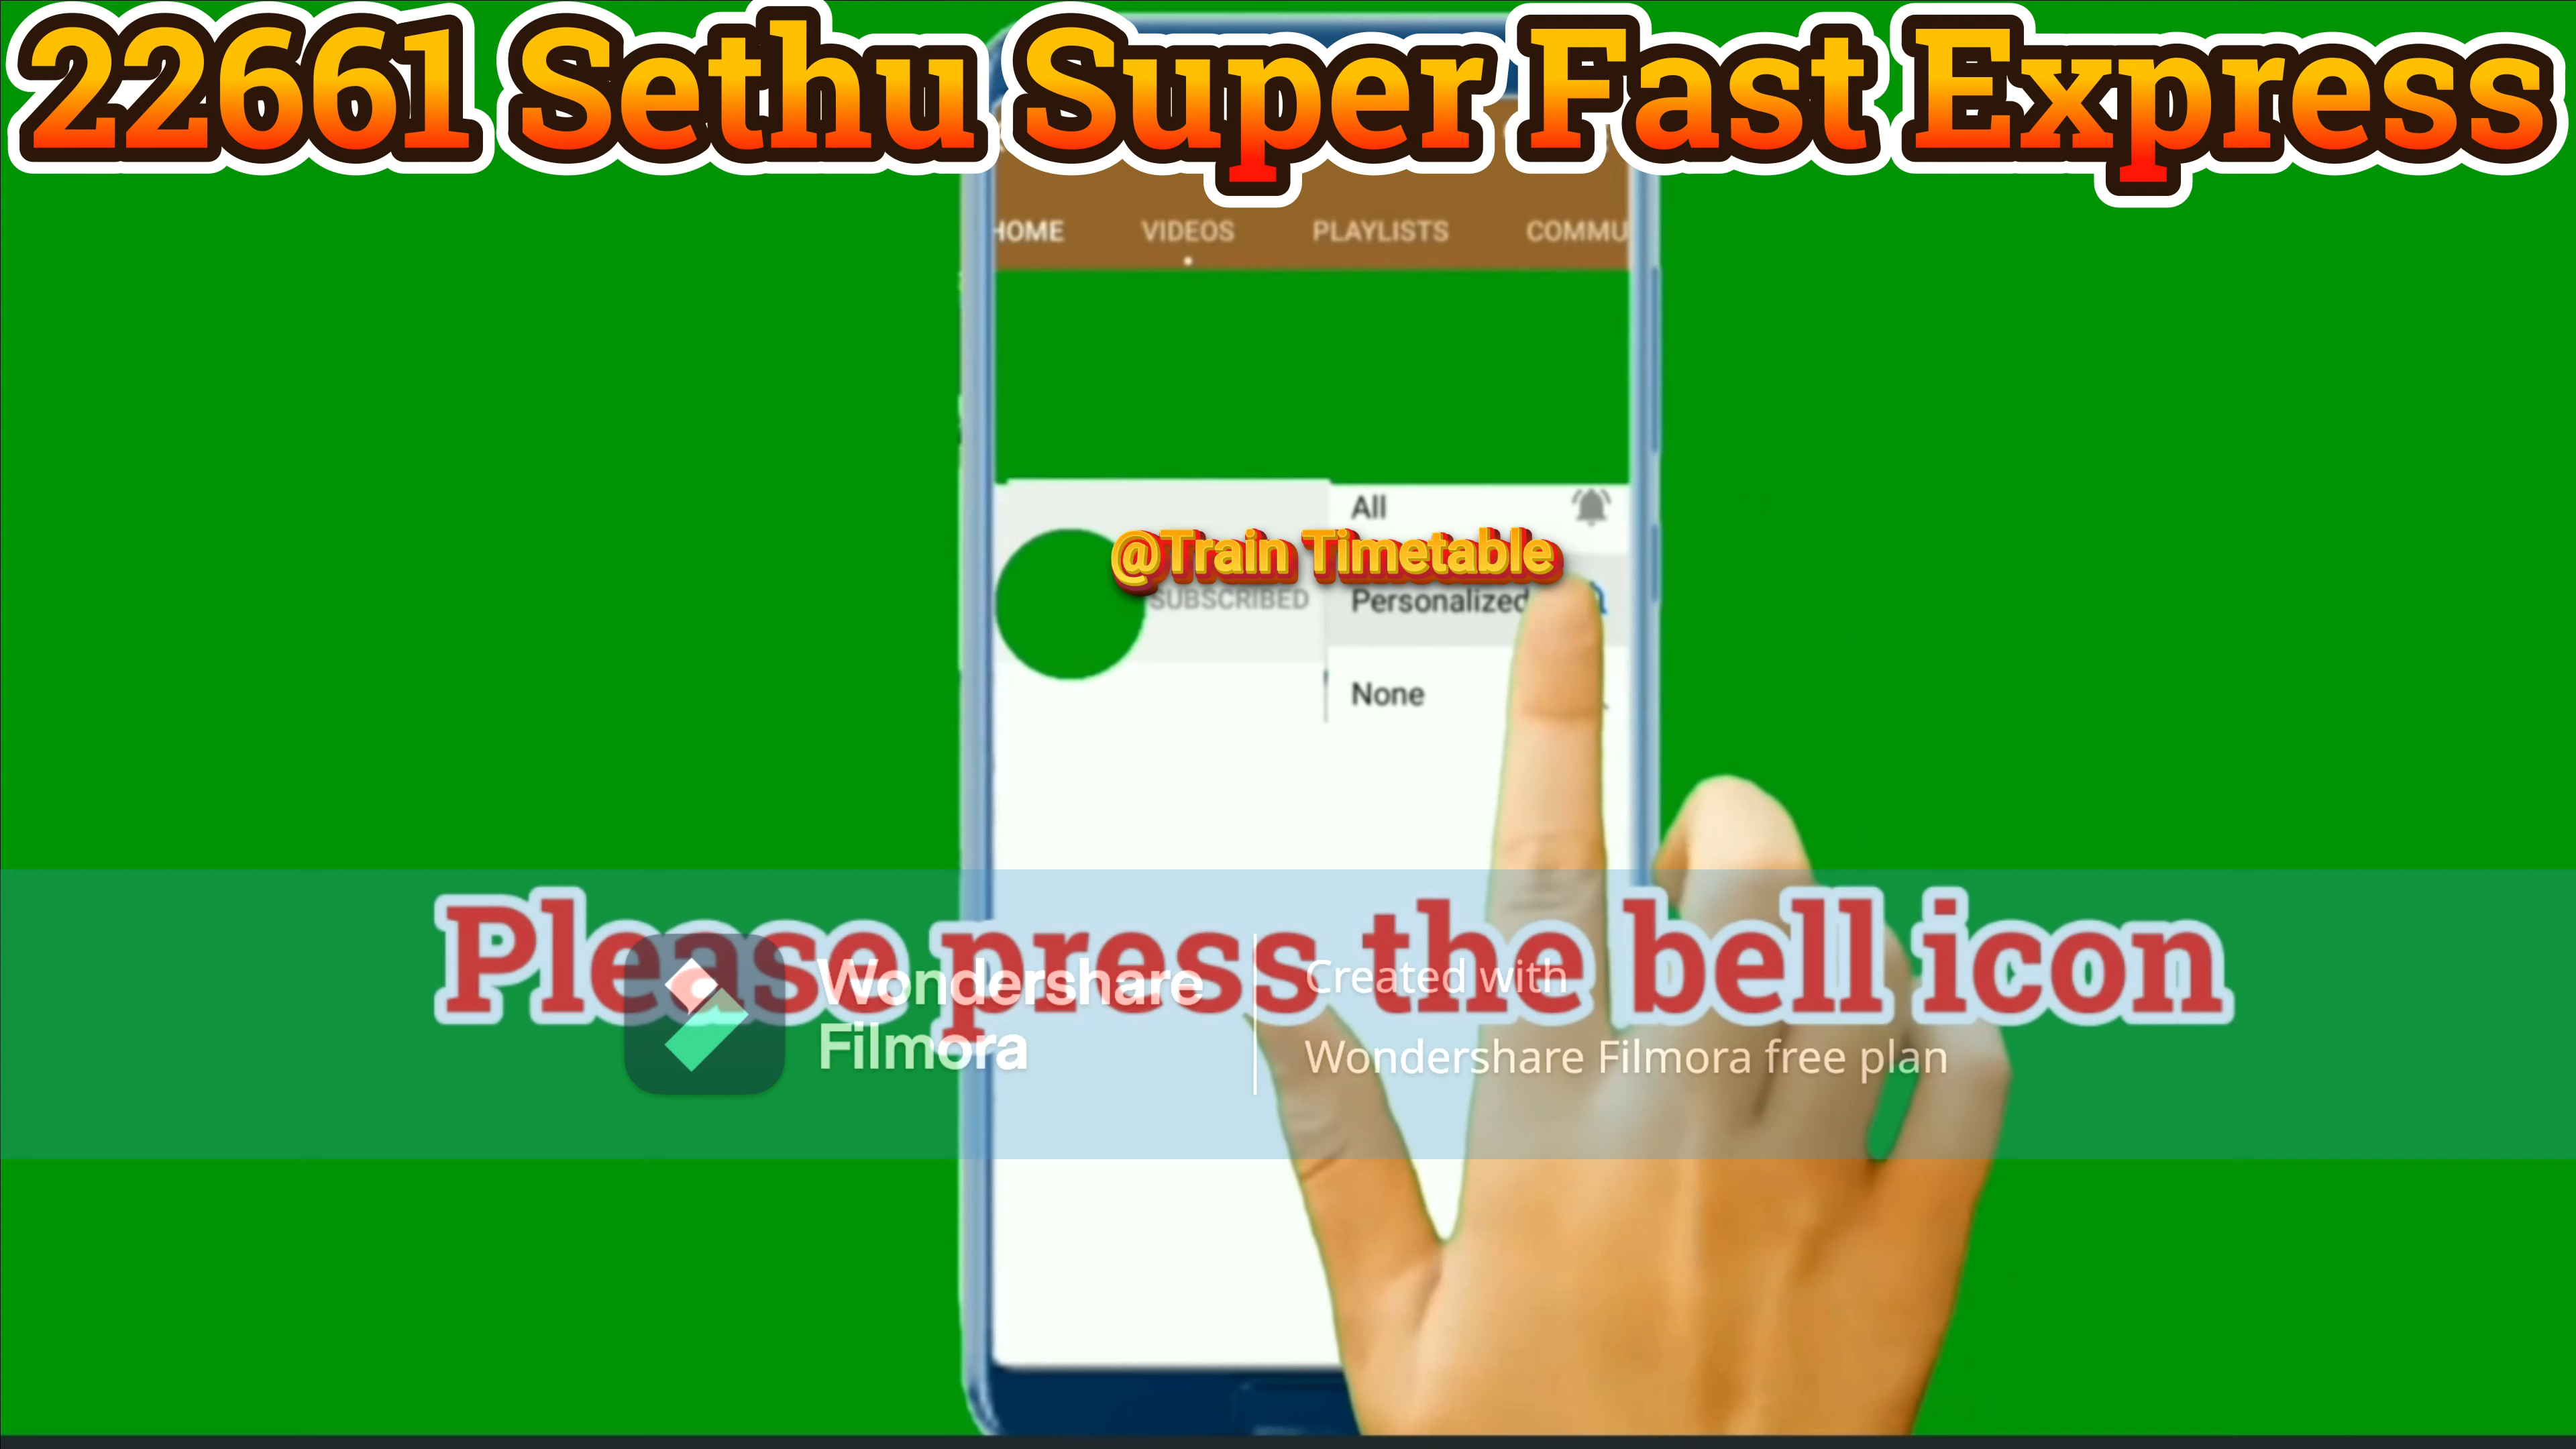 22661 Sethu Super Fast Express
HOME VIDEOS PLAYLISTS COMMU
All
@Train Timetable
SUBSCRIBED Personalized
None
Please press the bell icon
Wondershare
Filmora
Created with
Wondershare Filmora free plan